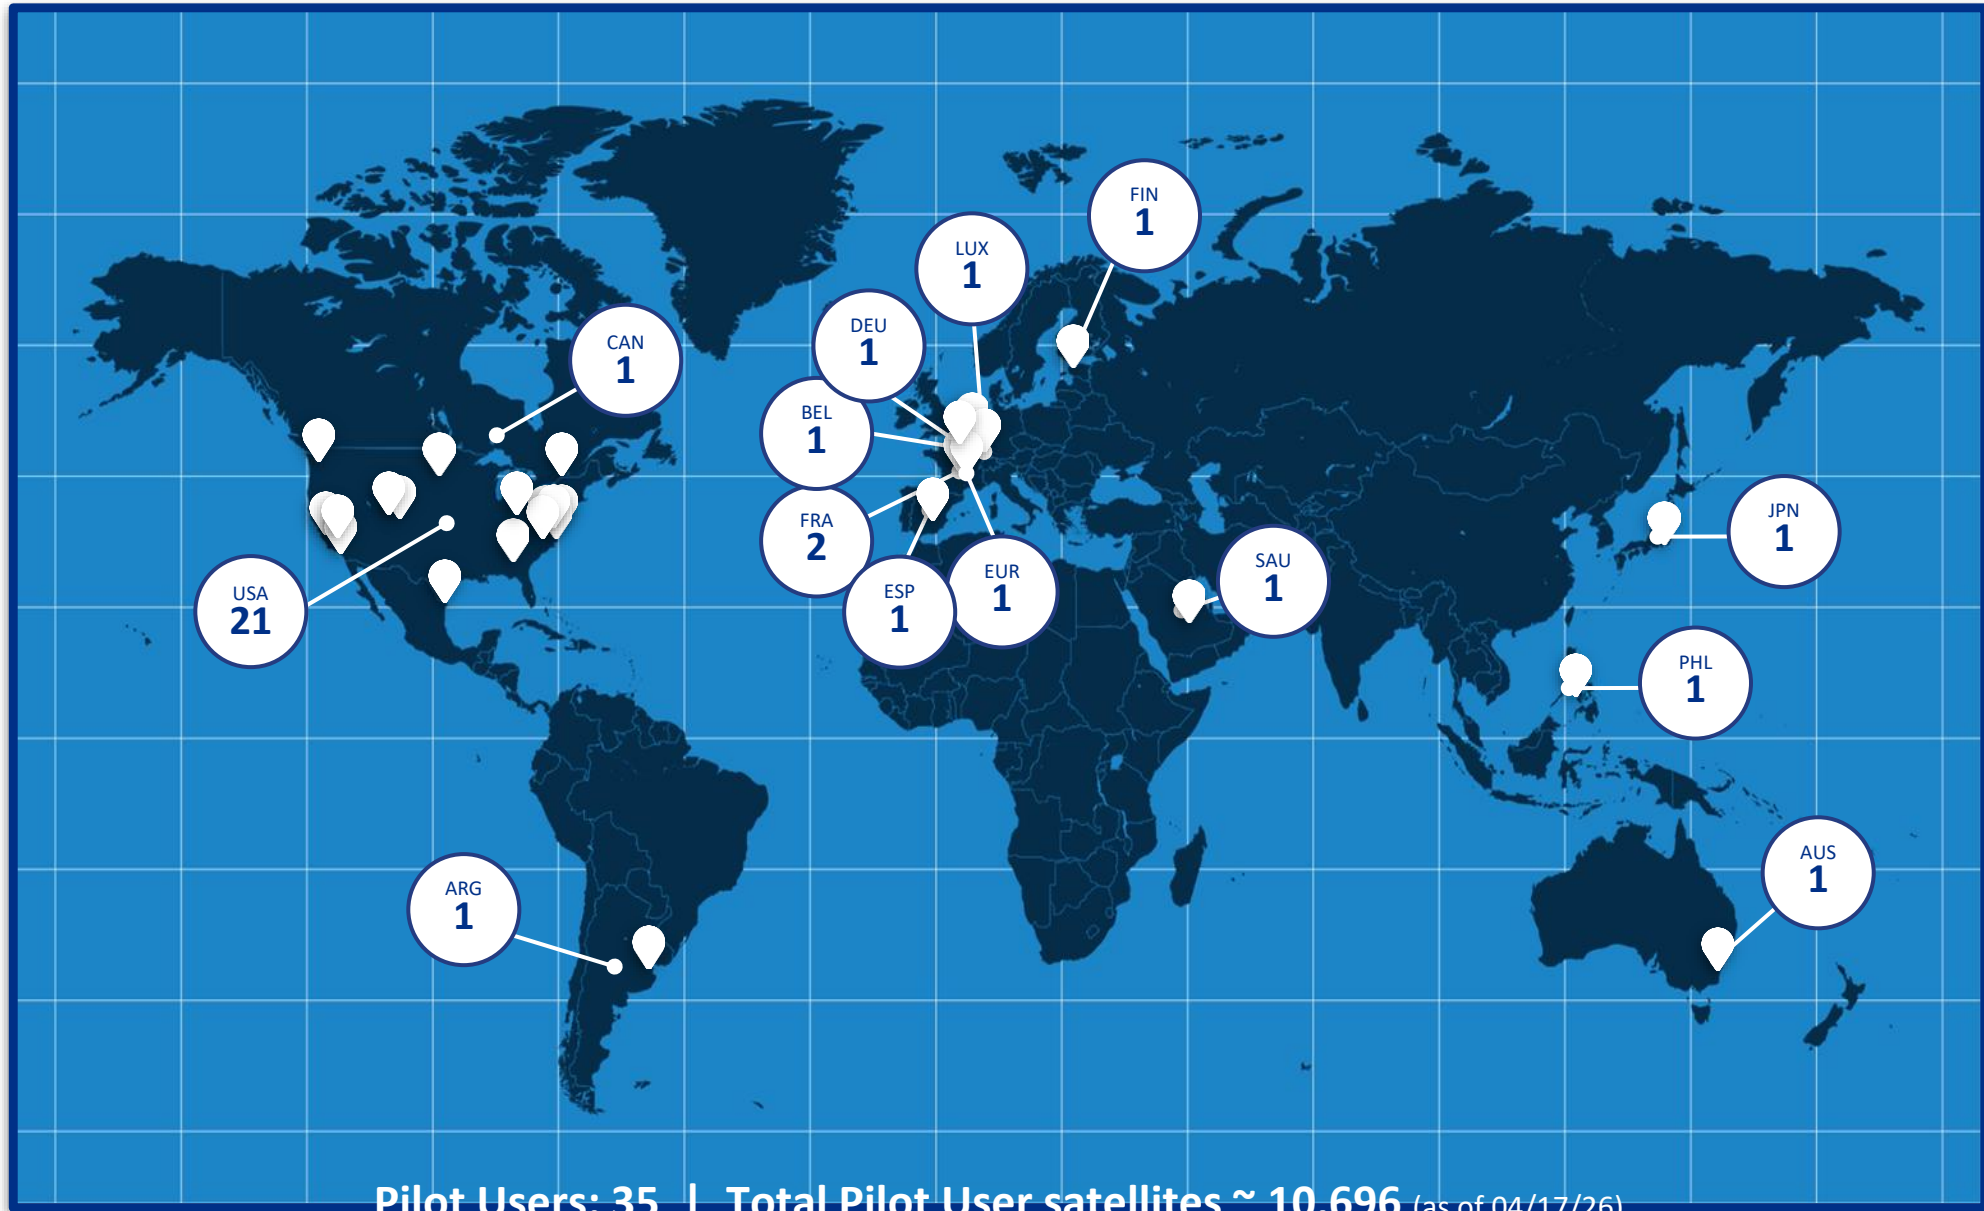 FIN
1
LUX
1
DEU
1
CAN
1
BEL
1
FRA
2
JPN
1
SAU
1
EUR
1
ESP
1
USA
21
PHL
1
AUS
1
ARG
1
Pilot Users: 35 | Total Pilot User satellites ~ 10,696 (as of 04/17/26)